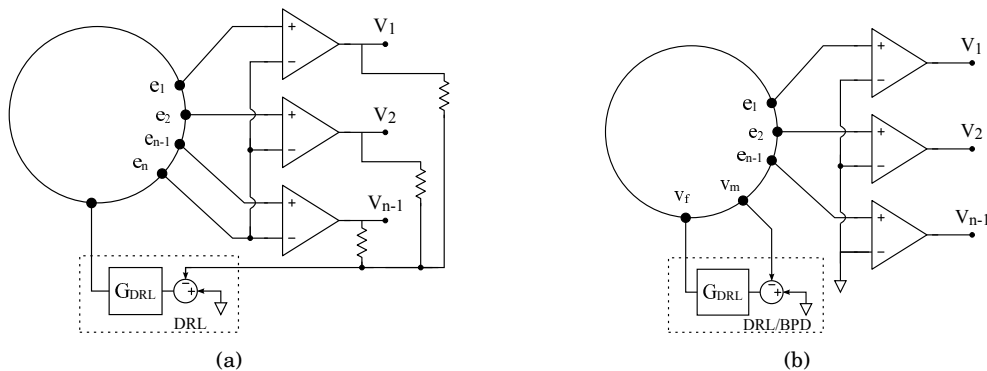 V1
e1
+
−
e2
V2
+
−
en-1
en
Vn-1
+
−
GDRL
−
+
DRL
(a)
V1
+
−
e1
e2
V2
+
−
en-1
vm
vf
Vn-1
+
−
GDRL
−
+
DRL/BPD
(b)